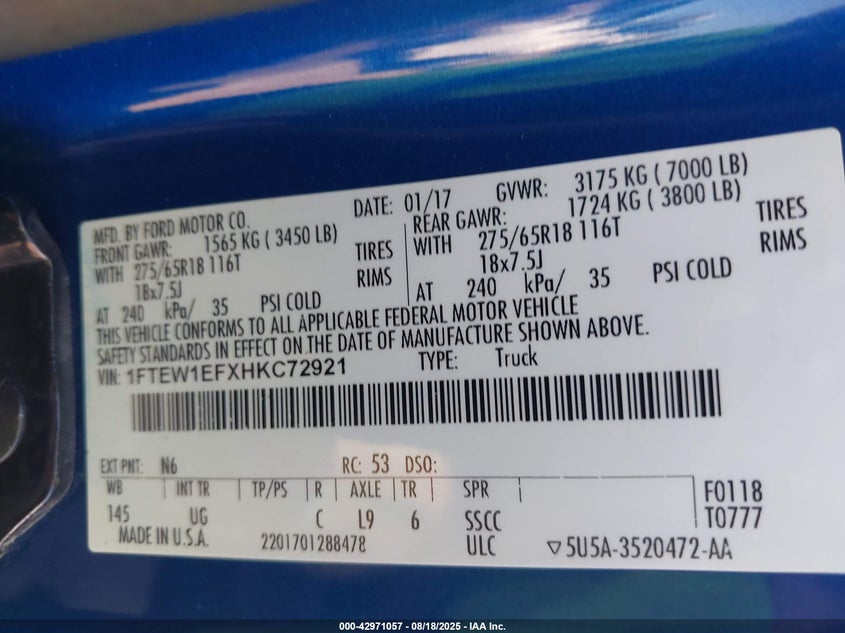 MFD. BY FORD MOTOR CO.
DATE: 01/17 GVWR: 3175 KG ( 7000 LB)
FRONT GAWR: 1565 KG ( 3450 LB)
REAR GAWR: 1724 KG ( 3800 LB)
WITH 275/65R18 116T TIRES
WITH 275/65R18 116T TIRES
18x7.5J RIMS
18x7.5J RIMS
AT 240 kPa/ 35 PSI COLD
AT 240 kPa/ 35 PSI COLD
THIS VEHICLE CONFORMS TO ALL APPLICABLE FEDERAL MOTOR VEHICLE
SAFETY STANDARDS IN EFFECT ON THE DATE OF MANUFACTURE SHOWN ABOVE.
VIN: 1FTEW1EFXHKC72921 TYPE: Truck
EXT PNT: N6 RC: 53 DSO:
WB INT TR TP/PS R AXLE TR SPR F0118
145 UG C L9 6 SSCC T0777
MADE IN U.S.A. 2201701288478 ULC ▽5U5A-3520472-AA
000-42971057 - 08/18/2025 - IAA Inc.